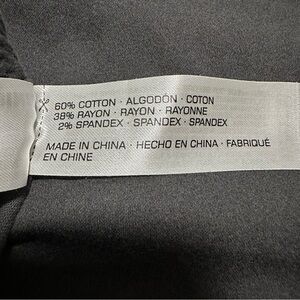 60% COTTON · ALGODÓN · COTON
38% RAYON · RAYON · RAYONNE
2% SPANDEX · SPANDEX · SPANDEX
MADE IN CHINA · HECHO EN CHINA · FABRIQUÉ
EN CHINE